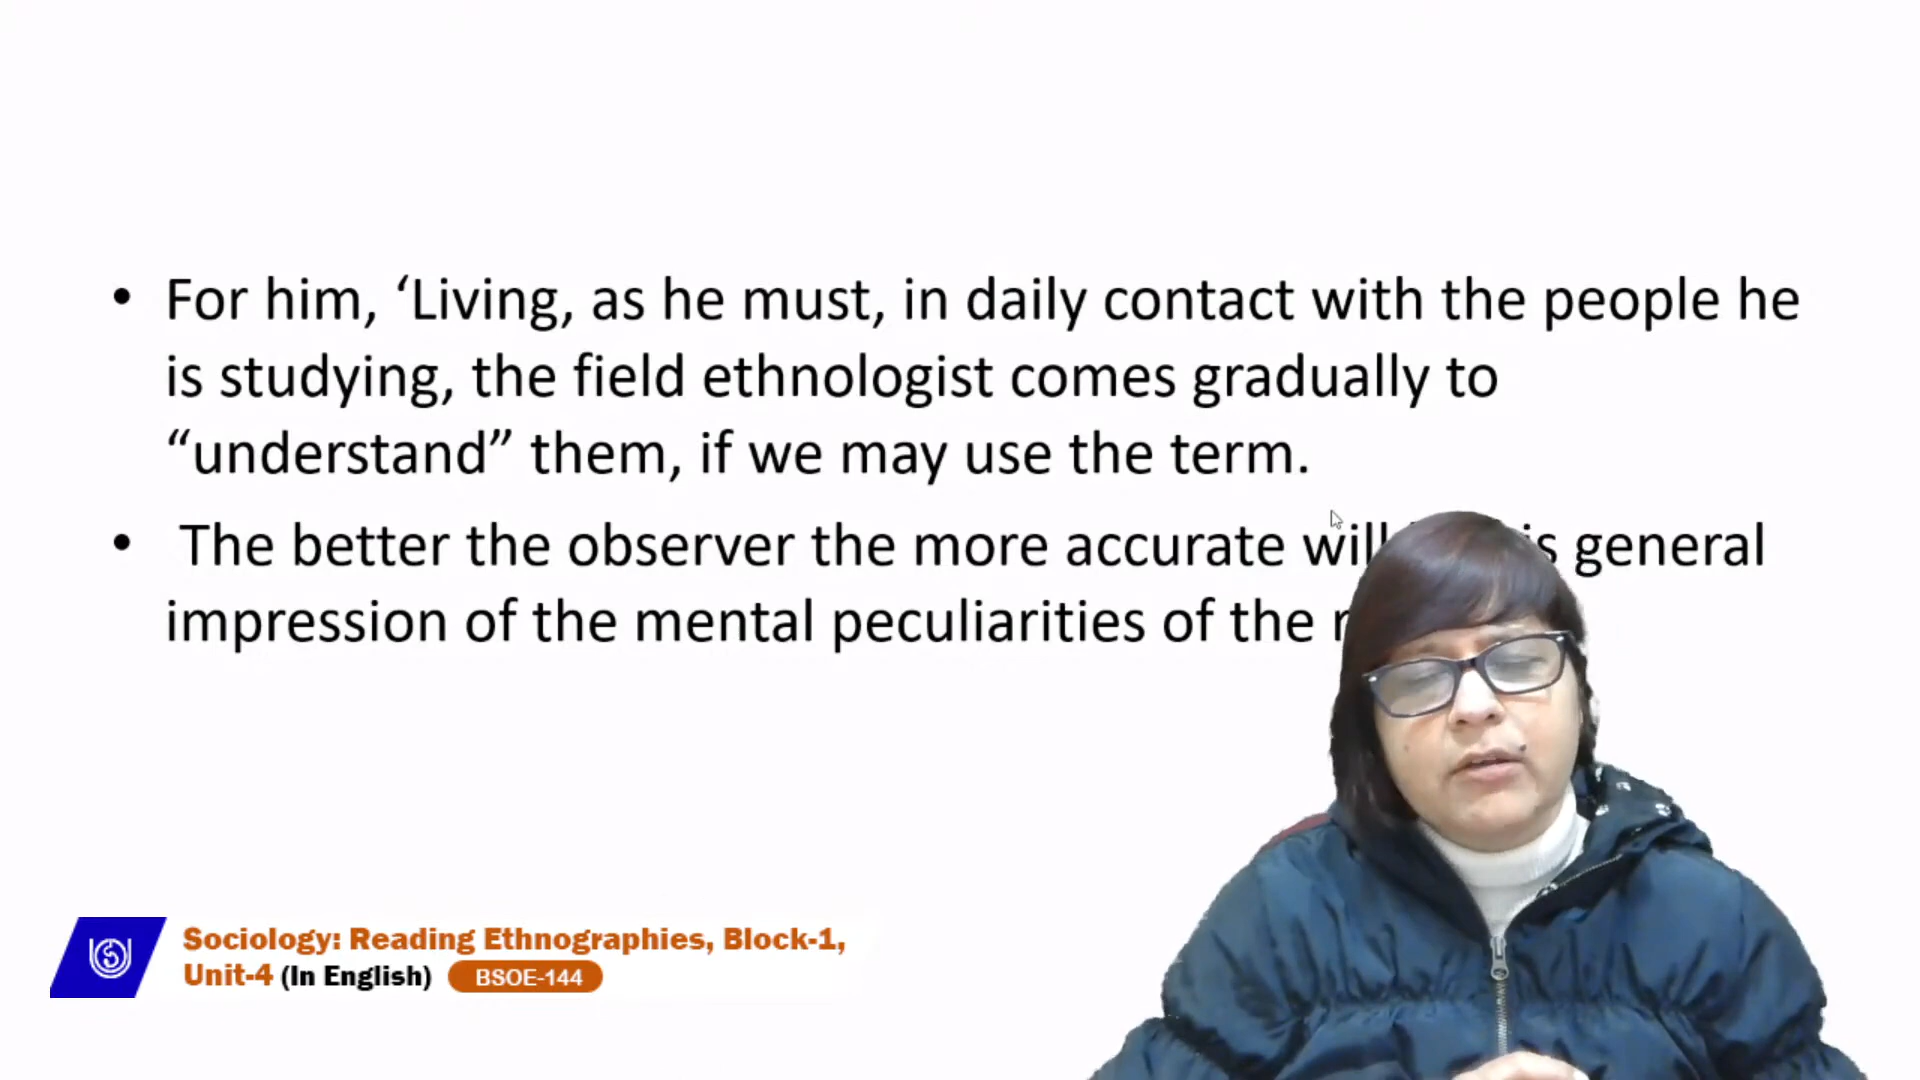 • For him, ‘Living, as he must, in daily contact with the people he
is studying, the field ethnologist comes gradually to
“understand” them, if we may use the term.
• The better the observer the more accurate will general
impression of the mental peculiarities of the
Sociology: Reading Ethnographies, Block-1,
Unit-4 (In English) BSOE-144